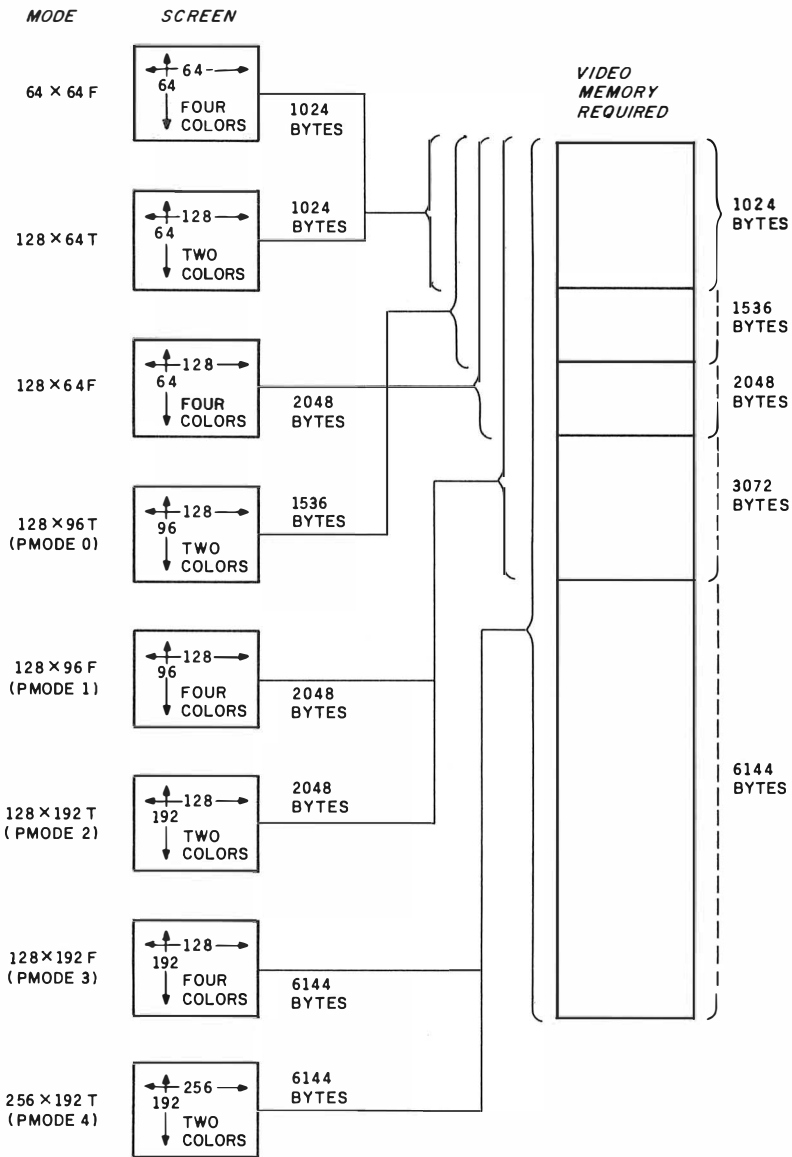 MODE
SCREEN
VIDEO
MEMORY
REQUIRED
64 × 64 F
64
64
FOUR
COLORS
1024
BYTES
128 × 64 T
128
64
TWO
COLORS
1024
BYTES
128 × 64 F
128
64
FOUR
COLORS
2048
BYTES
128 × 96 T
(PMODE 0)
128
96
TWO
COLORS
1536
BYTES
128 × 96 F
(PMODE 1)
128
96
FOUR
COLORS
2048
BYTES
128 × 192 T
(PMODE 2)
128
192
TWO
COLORS
2048
BYTES
128 × 192 F
(PMODE 3)
128
192
FOUR
COLORS
6144
BYTES
256 × 192 T
(PMODE 4)
256
192
TWO
COLORS
6144
BYTES
1024
BYTES
1536
BYTES
2048
BYTES
3072
BYTES
6144
BYTES